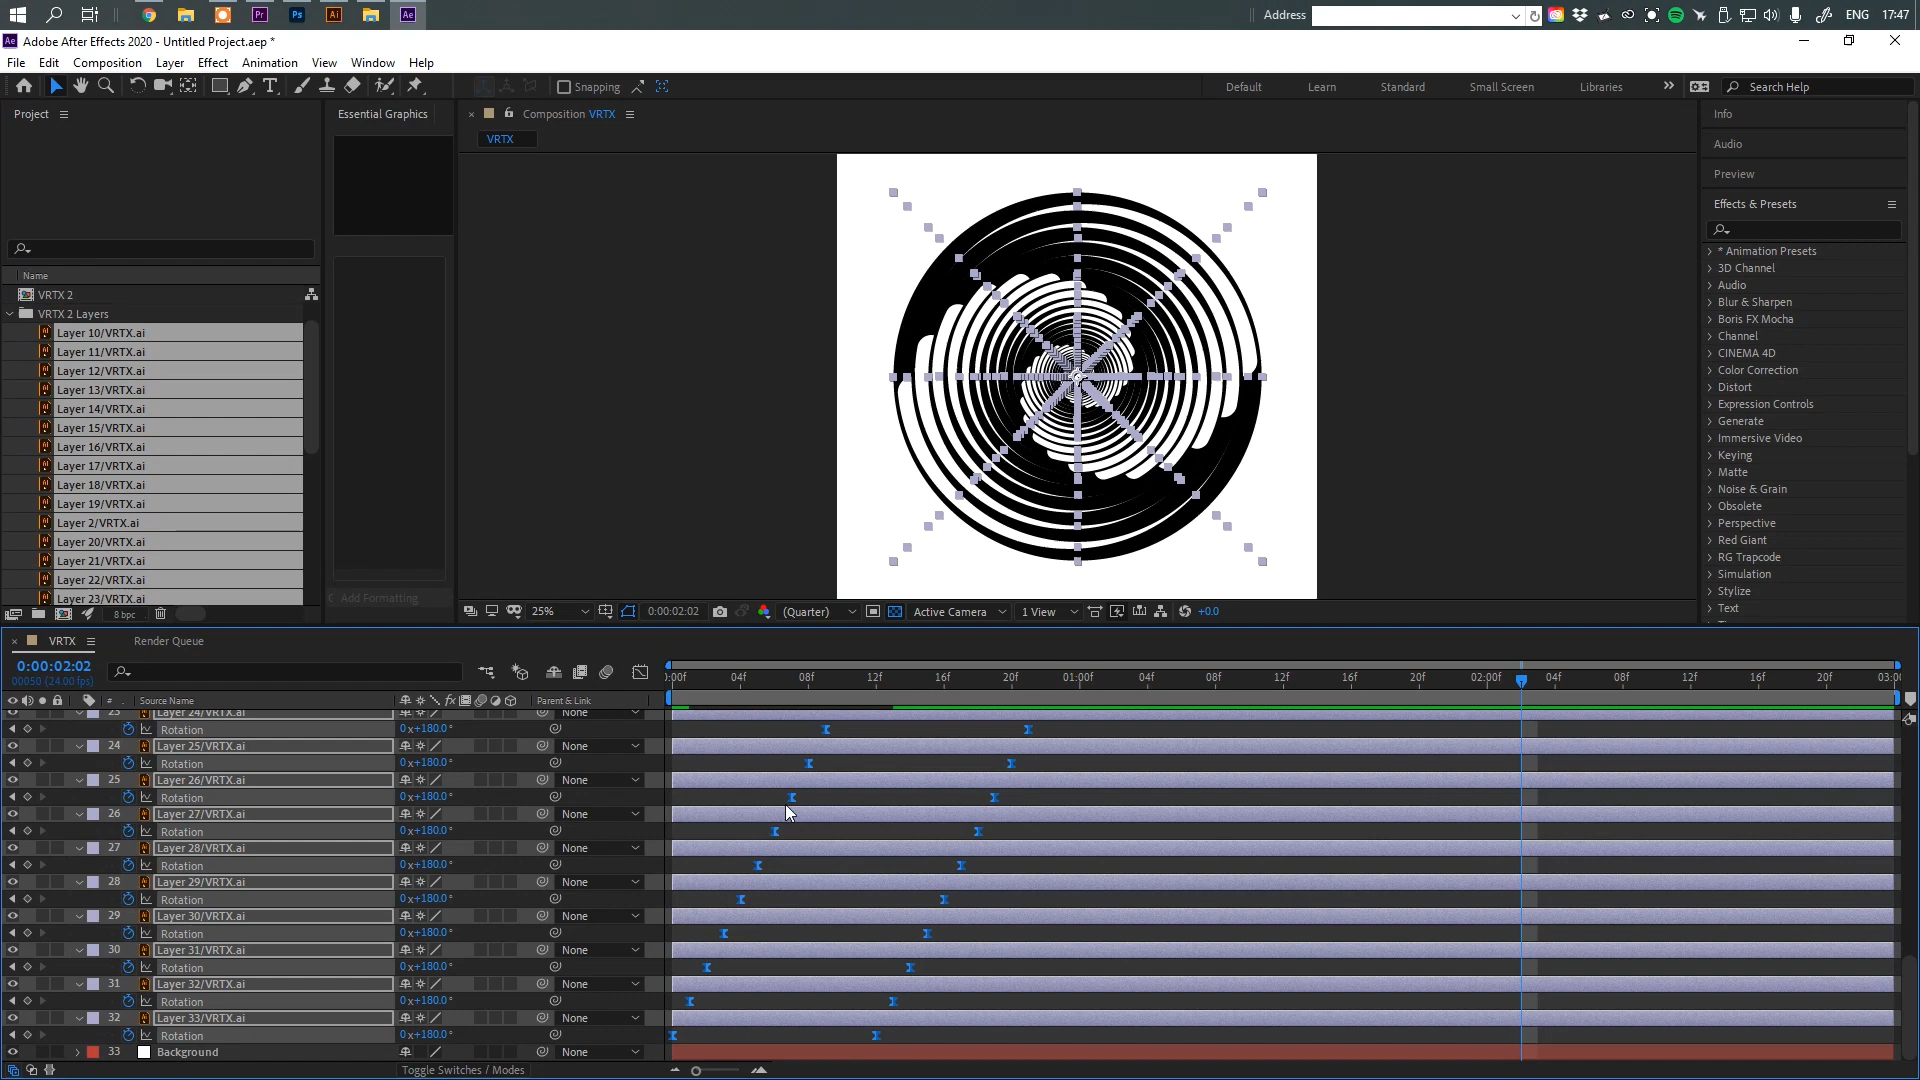 Address
ENG 17:47
Adobe After Effects 2020 - Untitled Project.aep *
File Edit Composition Layer Effect Animation View Window Help
Snapping
Default Learn Standard Small Screen Libraries Search Help
Project
Essential Graphics
Composition VRTX
VRTX
Info
Audio
Preview
Effects & Presets
Name
VRTX 2
VRTX 2 Layers
Layer 10/VRTX.ai
Layer 11/VRTX.ai
Layer 12/VRTX.ai
Layer 13/VRTX.ai
Layer 14/VRTX.ai
Layer 15/VRTX.ai
Layer 16/VRTX.ai
Layer 17/VRTX.ai
Layer 18/VRTX.ai
Layer 19/VRTX.ai
Layer 2/VRTX.ai
Layer 20/VRTX.ai
Layer 21/VRTX.ai
Layer 22/VRTX.ai
Layer 23/VRTX.ai
8 bpc
Add Formatting
* Animation Presets
3D Channel
Audio
Blur & Sharpen
Boris FX Mocha
Channel
CINEMA 4D
Color Correction
Distort
Expression Controls
Generate
Immersive Video
Keying
Matte
Noise & Grain
Obsolete
Perspective
Red Giant
RG Trapcode
Simulation
Stylize
Text
25% 0:00:02:02 (Quarter) Active Camera 1 View +0.0
VRTX Render Queue
0:00:02:02
00050 (24.00 fps)
:00f 04f 08f 12f 16f 20f 01:00f 04f 08f 12f 16f 20f 02:00f 04f 08f 12f 16f 20f 03:00
# . Source Name Parent & Link
23 Layer 24/VRTX.ai None
Rotation 0x+180.0°
24 Layer 25/VRTX.ai None
Rotation 0x+180.0°
25 Layer 26/VRTX.ai None
Rotation 0x+180.0°
26 Layer 27/VRTX.ai None
Rotation 0x+180.0°
27 Layer 28/VRTX.ai None
Rotation 0x+180.0°
28 Layer 29/VRTX.ai None
Rotation 0x+180.0°
29 Layer 30/VRTX.ai None
Rotation 0x+180.0°
30 Layer 31/VRTX.ai None
Rotation 0x+180.0°
31 Layer 32/VRTX.ai None
Rotation 0x+180.0°
32 Layer 33/VRTX.ai None
Rotation 0x+180.0°
33 Background None
Toggle Switches / Modes